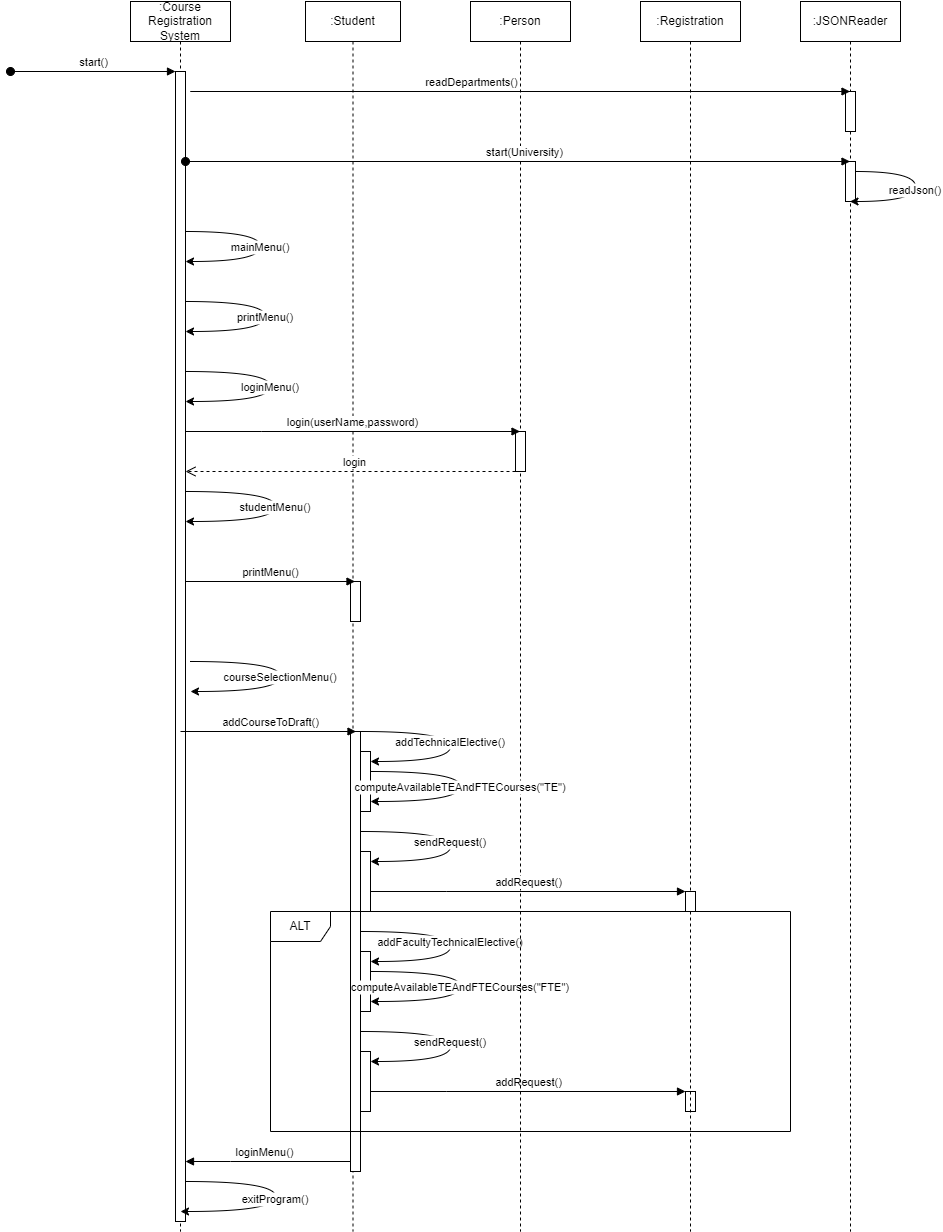 :Course
Registration
System
:Student
:Person
:Registration
:JSONReader
start()
readDepartments()
start(University)
readJson()
mainMenu()
printMenu()
loginMenu()
login(userName,password)
login
studentMenu()
printMenu()
courseSelectionMenu()
addCourseToDraft()
addTechnicalElective()
computeAvailableTEAndFTECourses("TE")
sendRequest()
addRequest()
ALT
addFacultyTechnicalElective()
computeAvailableTEAndFTECourses("FTE")
sendRequest()
addRequest()
loginMenu()
exitProgram()